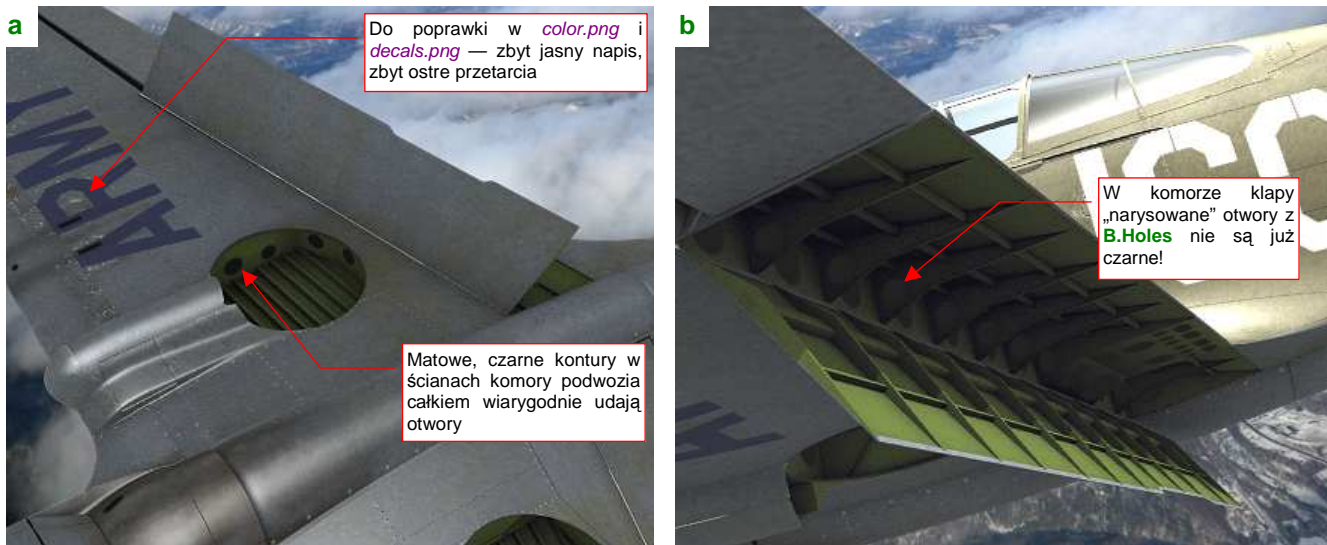 a
Do poprawki w color.png i
decals.png — zbyt jasny napis,
zbyt ostre przetarcia
ARMY
Matowe, czarne kontury w
ścianach komory podwozia
całkiem wiarygodnie udają
otwory
b
W komorze klapy
„narysowane” otwory z
B.Holes nie są już
czarne!